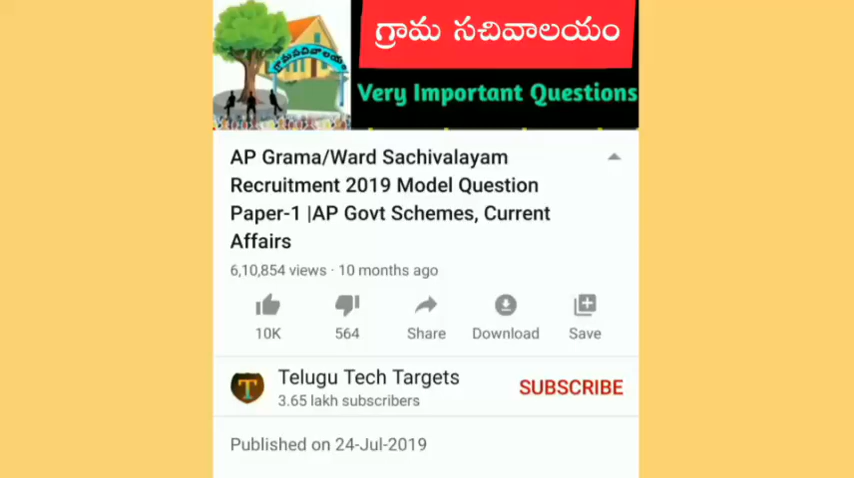 గ్రామ సచివాలయం
గ్రామసచివాలయం
Very Important Questions
AP Grama/Ward Sachivalayam
Recruitment 2019 Model Question
Paper-1 |AP Govt Schemes, Current
Affairs
6,10,854 views · 10 months ago
10K
564
Share
Download
Save
T
Telugu Tech Targets
3.65 lakh subscribers
SUBSCRIBE
Published on 24-Jul-2019